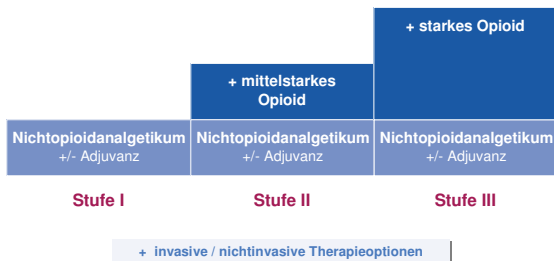 + starkes Opioid
+ mittelstarkes
Opioid
Nichtopioidanalgetikum
+/- Adjuvanz
Nichtopioidanalgetikum
+/- Adjuvanz
Nichtopioidanalgetikum
+/- Adjuvanz
Stufe I
Stufe II
Stufe III
+ invasive / nichtinvasive Therapieoptionen